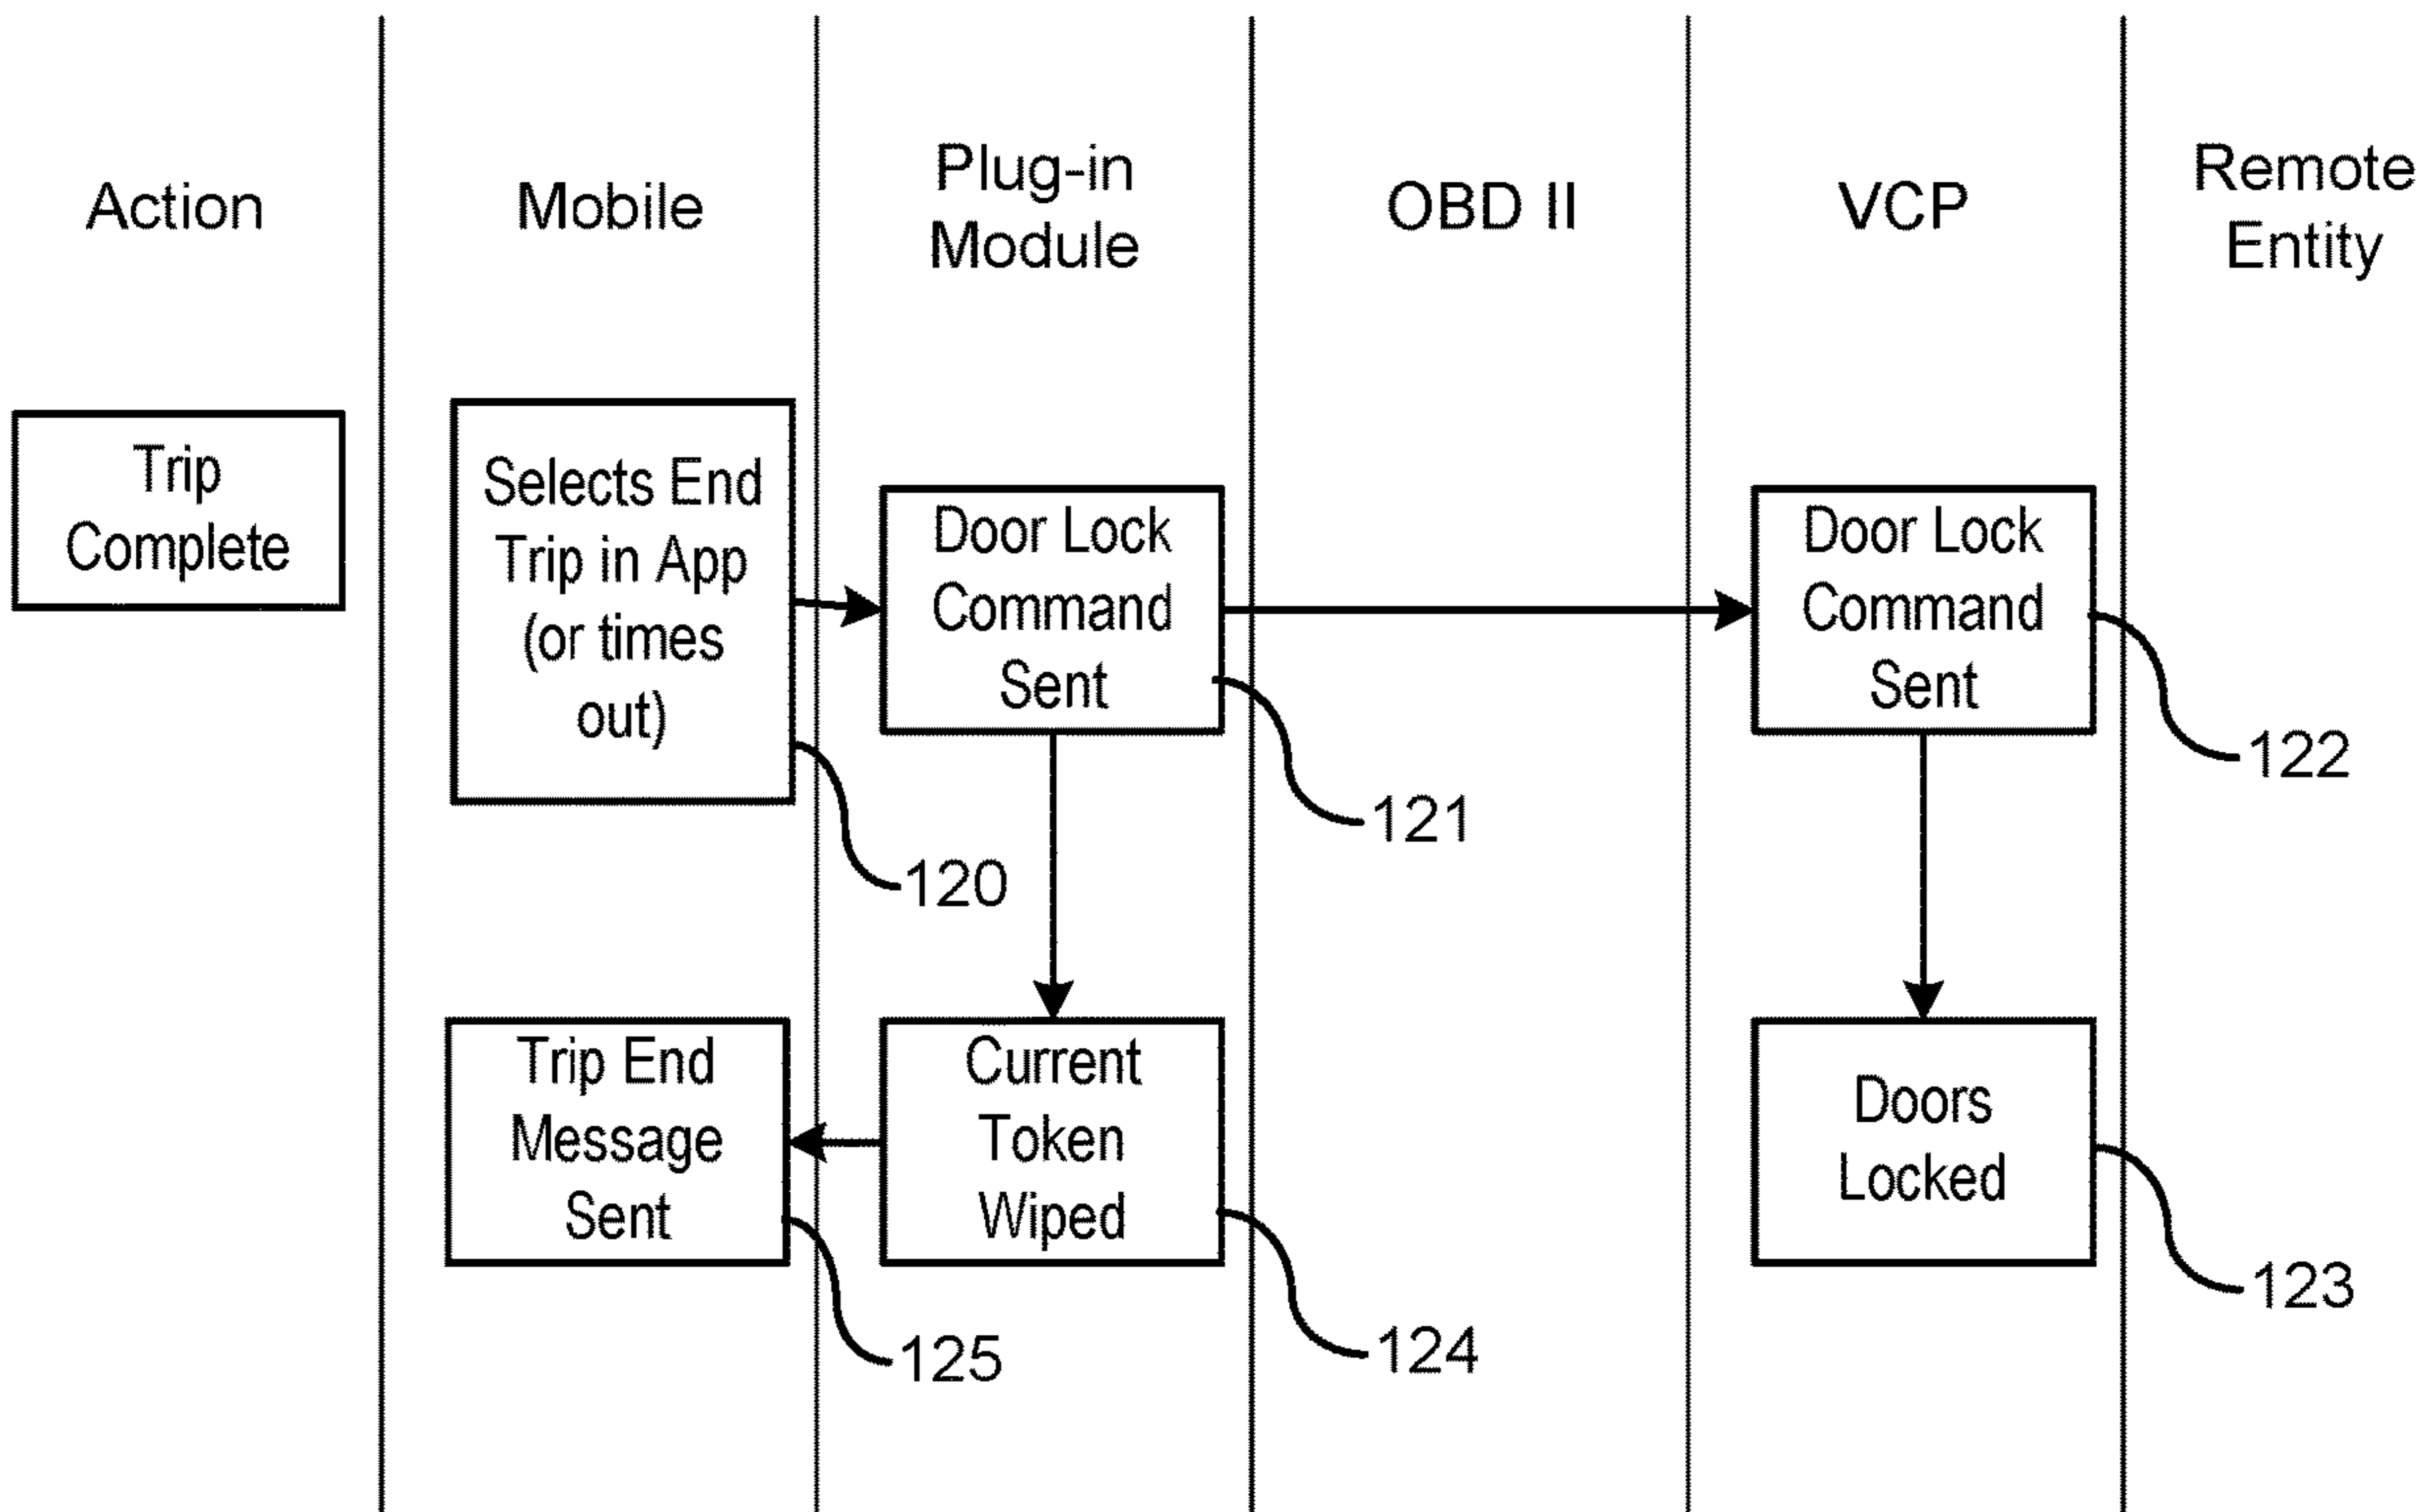 Action
Mobile
Plug-in
Module
OBD II
VCP
Remote
Entity
Trip
Complete
Selects End
Trip in App
(or times
out)
120
Door Lock
Command
Sent
121
Door Lock
Command
Sent
122
Trip End
Message
Sent
125
Current
Token
Wiped
124
Doors
Locked
123